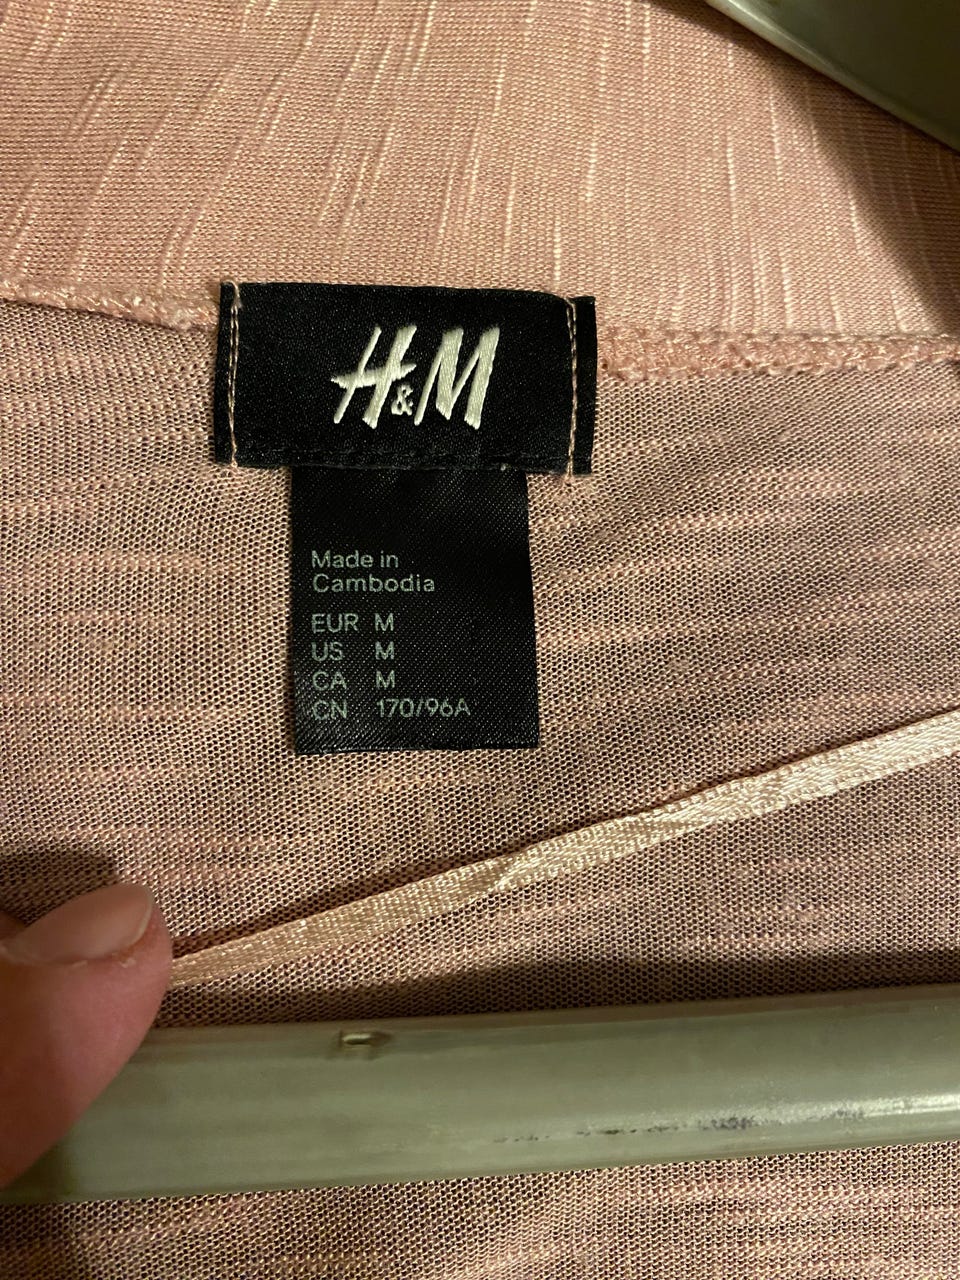 H&M
Made in
Cambodia
EUR M
US M
CA M
CN 170/96A